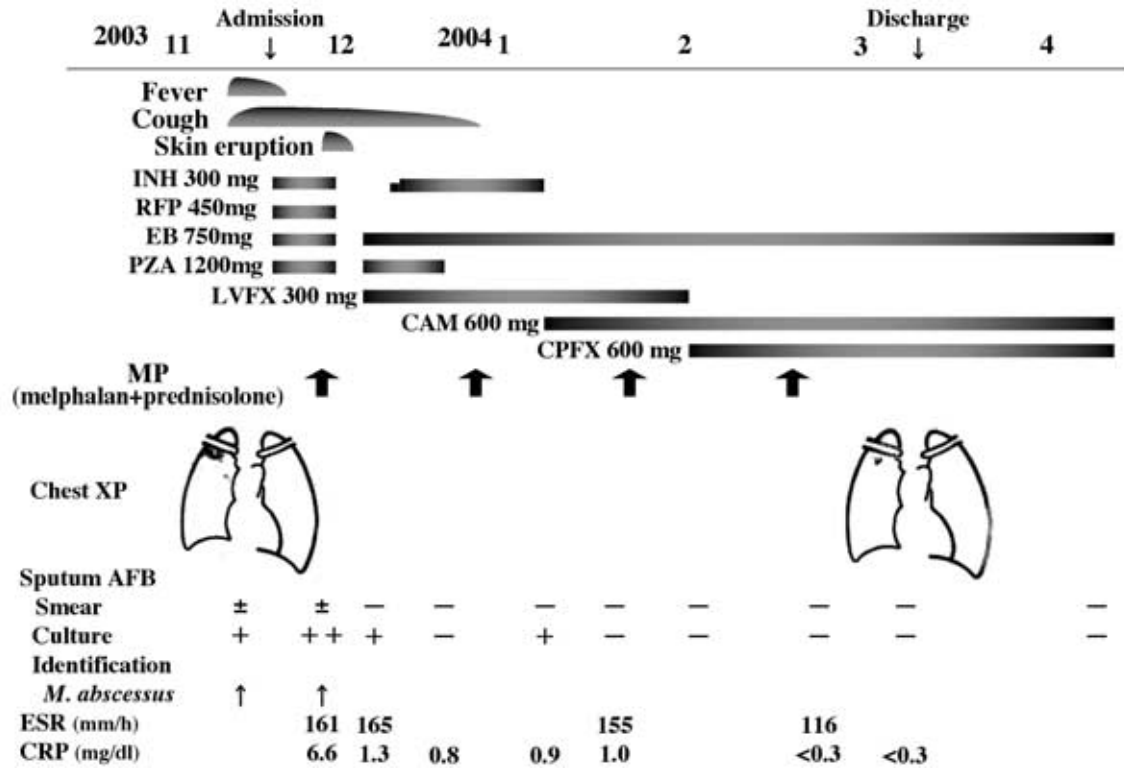 Admission Discharge
2003 11 ↓ 12 2004 1 2 3 ↓ 4
Fever
Cough
Skin eruption
INH 300 mg
RFP 450mg
EB 750mg
PZA 1200mg
LVFX 300 mg
CAM 600 mg
CPFX 600 mg
MP
(melphalan+prednisolone)
Chest XP
Sputum AFB
Smear ± ± — — — — — — — —
Culture + + + + — + — — — — —
Identification
M. abscessus ↑ ↑
ESR (mm/h) 161 165 155 116
CRP (mg/dl) 6.6 1.3 0.8 0.9 1.0 <0.3 <0.3